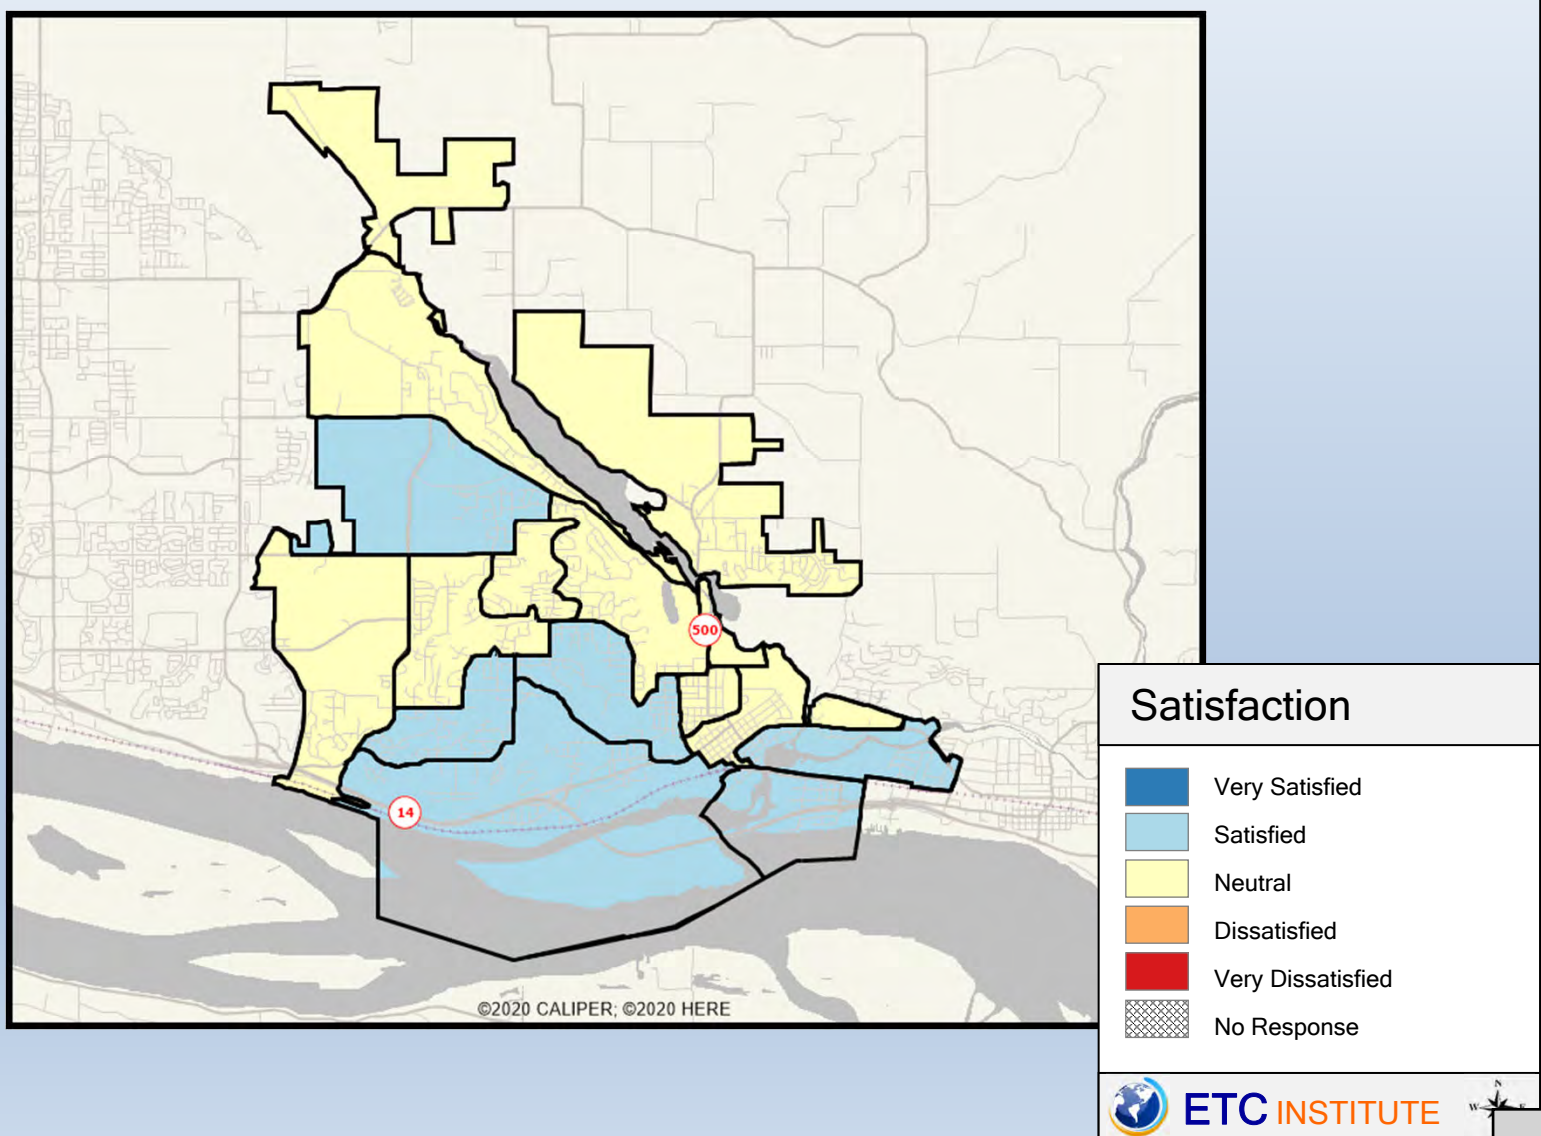 500
14
©2020 CALIPER; ©2020 HERE
Satisfaction
Very Satisfied
Satisfied
Neutral
Dissatisfied
Very Dissatisfied
No Response
ETC INSTITUTE
N
W E